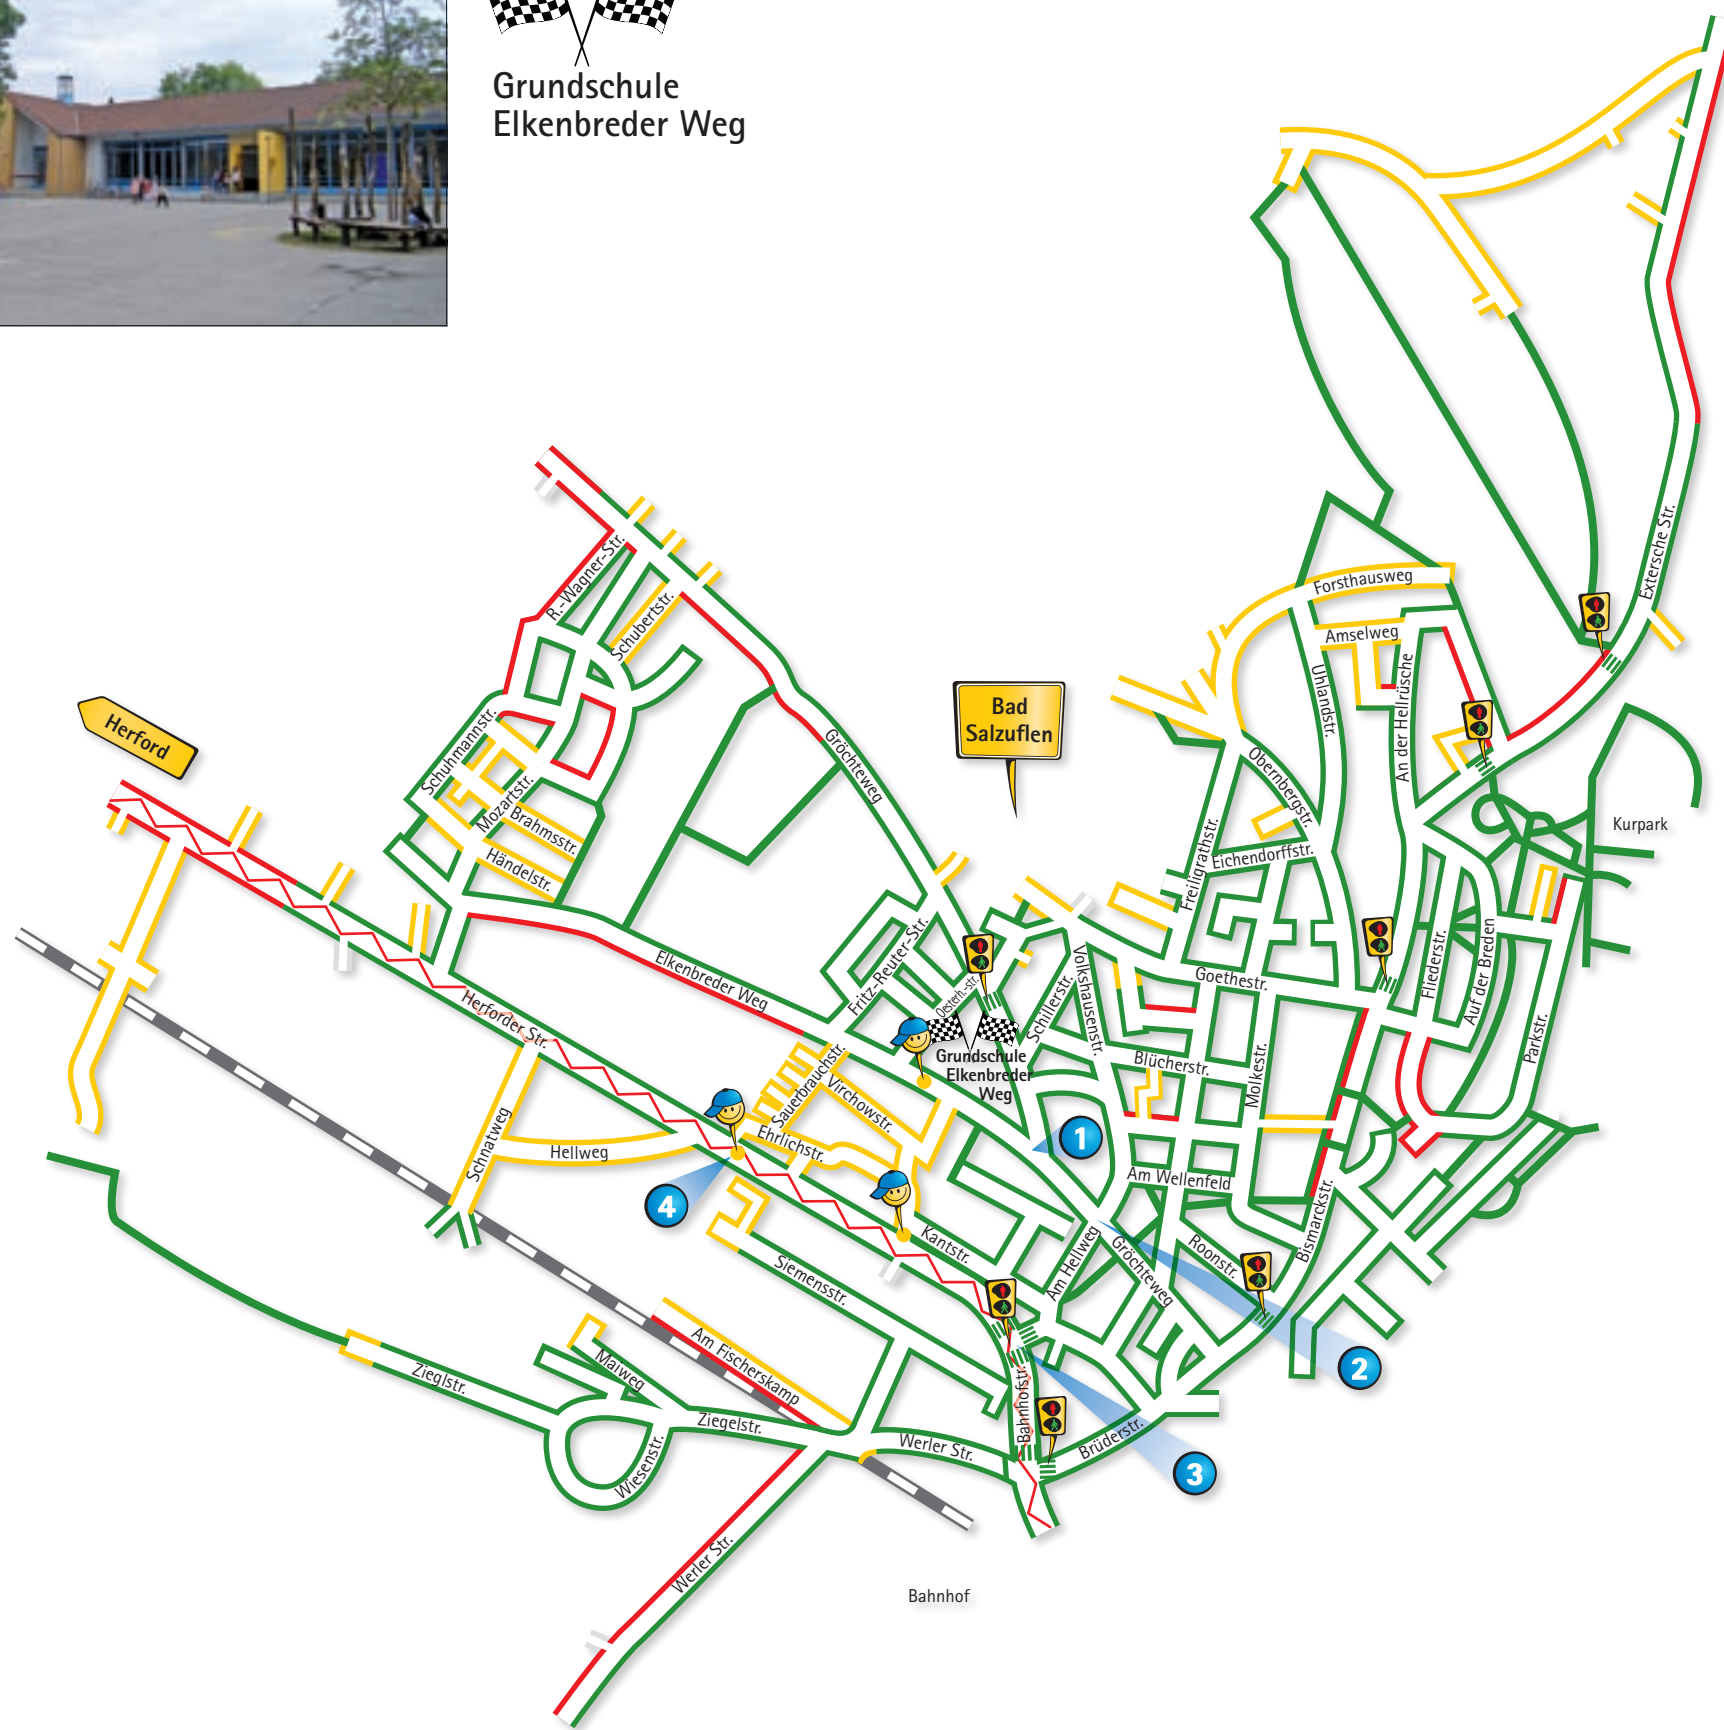 Grundschule
Elkenbreder Weg
Extersche Str.
Forsthausweg
R.-Wagner-Str.
Schubertstr.
Amselweg
Uhlandstr.
An der Hellrüsche
Herford
Bad
Salzuflen
Schuhmannstr.
Mozartstr.
Brahmsstr.
Händelstr.
Gröchteweg
Obernbergstr.
Eichendorffstr.
Freiligrathstr.
Kurpark
Elkenbreder Weg
Fritz-Reuter-Str.
Oesterh.-str.
Schillerstr.
Volkshausenstr.
Goethestr.
Fliederstr.
Auf der Breden
Parkstr.
Herforder Str.
Grundschule
Elkenbreder
Weg
Blücherstr.
Molkestr.
Sauerbrauchstr.
Virchowstr.
Ehrlichstr.
Schnatweg
Hellweg
1
4
Am Wellenfeld
Bismarckstr.
Roonstr.
Kantstr.
Am Hellweg
Gröchteweg
Siemensstr.
2
Am Fischerskamp
Maiweg
Zieglstr.
Ziegelstr.
Wiesenstr.
Bahnhofstr.
Werler Str.
Brüderstr.
3
Werler Str.
Bahnhof